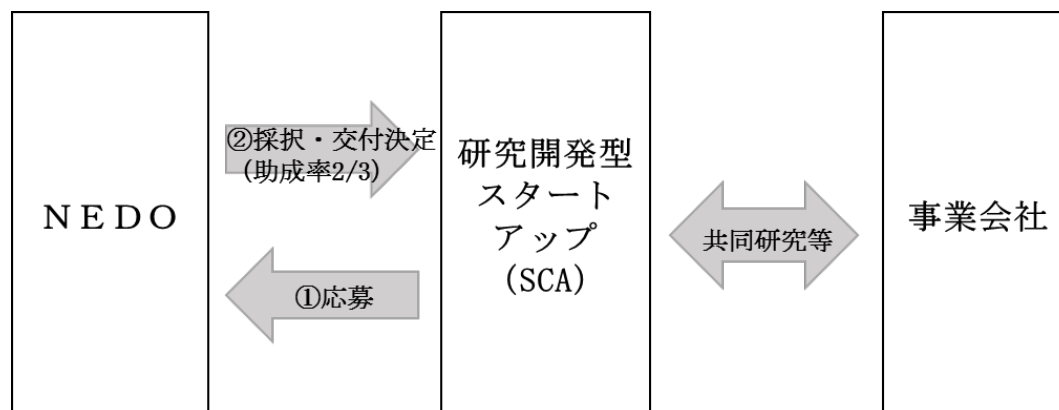 ＮＥＤＯ
②採択・交付決定
(助成率2/3)
①応募
研究開発型
スタート
アップ
(SCA)
共同研究等
事業会社